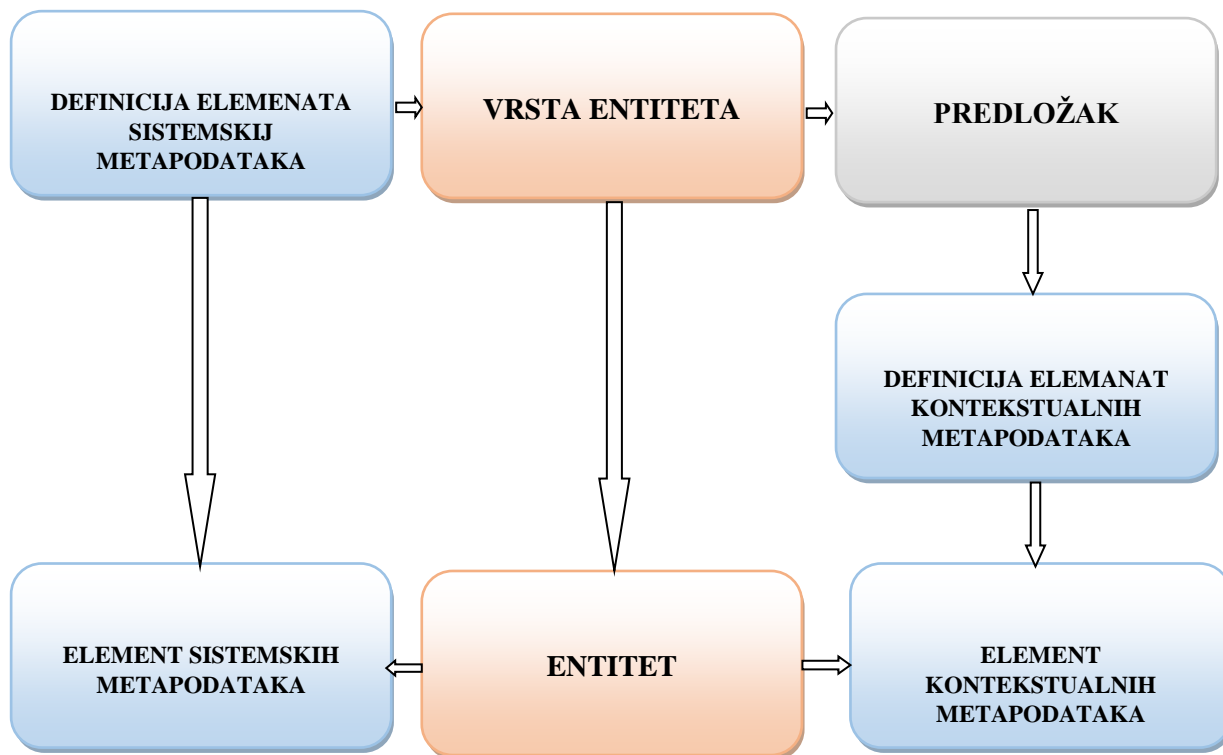 DEFINICIJA ELEMENATA
SISTEMSKIJ
METAPODATAKA
VRSTA ENTITETA
PREDLOŽAK
DEFINICIJA ELEMANAT
KONTEKSTUALNIH
METAPODATAKA
ELEMENT SISTEMSKIH
METAPODATAKA
ENTITET
ELEMENT
KONTEKSTUALNIH
METAPODATAKA